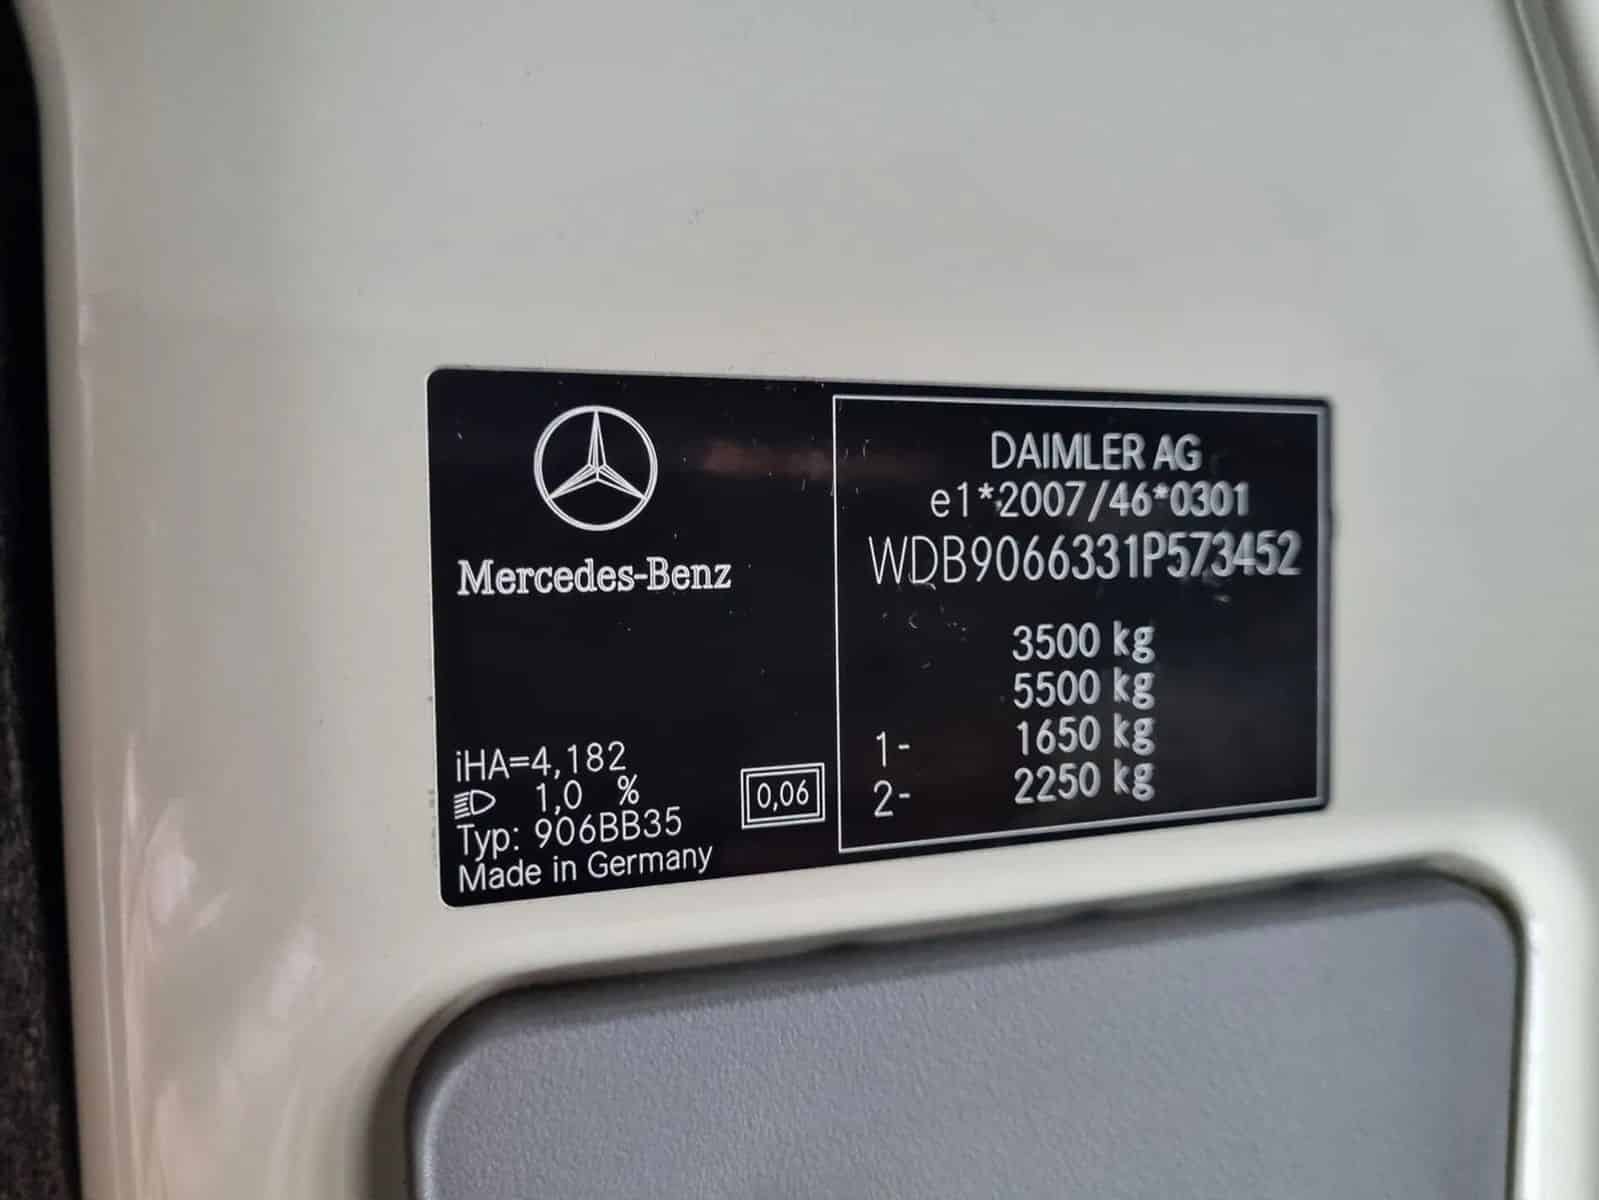 Mercedes-Benz
iHA=4,182
1,0 %
Typ: 906BB35
Made in Germany
0,06
DAIMLER AG
e1*2007/46*0301
WDB9066331P573452
3500 kg
5500 kg
1- 1650 kg
2- 2250 kg